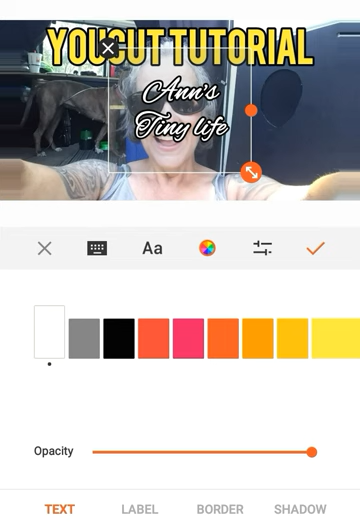 YOUCUT TUTORIAL
Ann's
Tiny life
Aa
Opacity
TEXT LABEL BORDER SHADOW